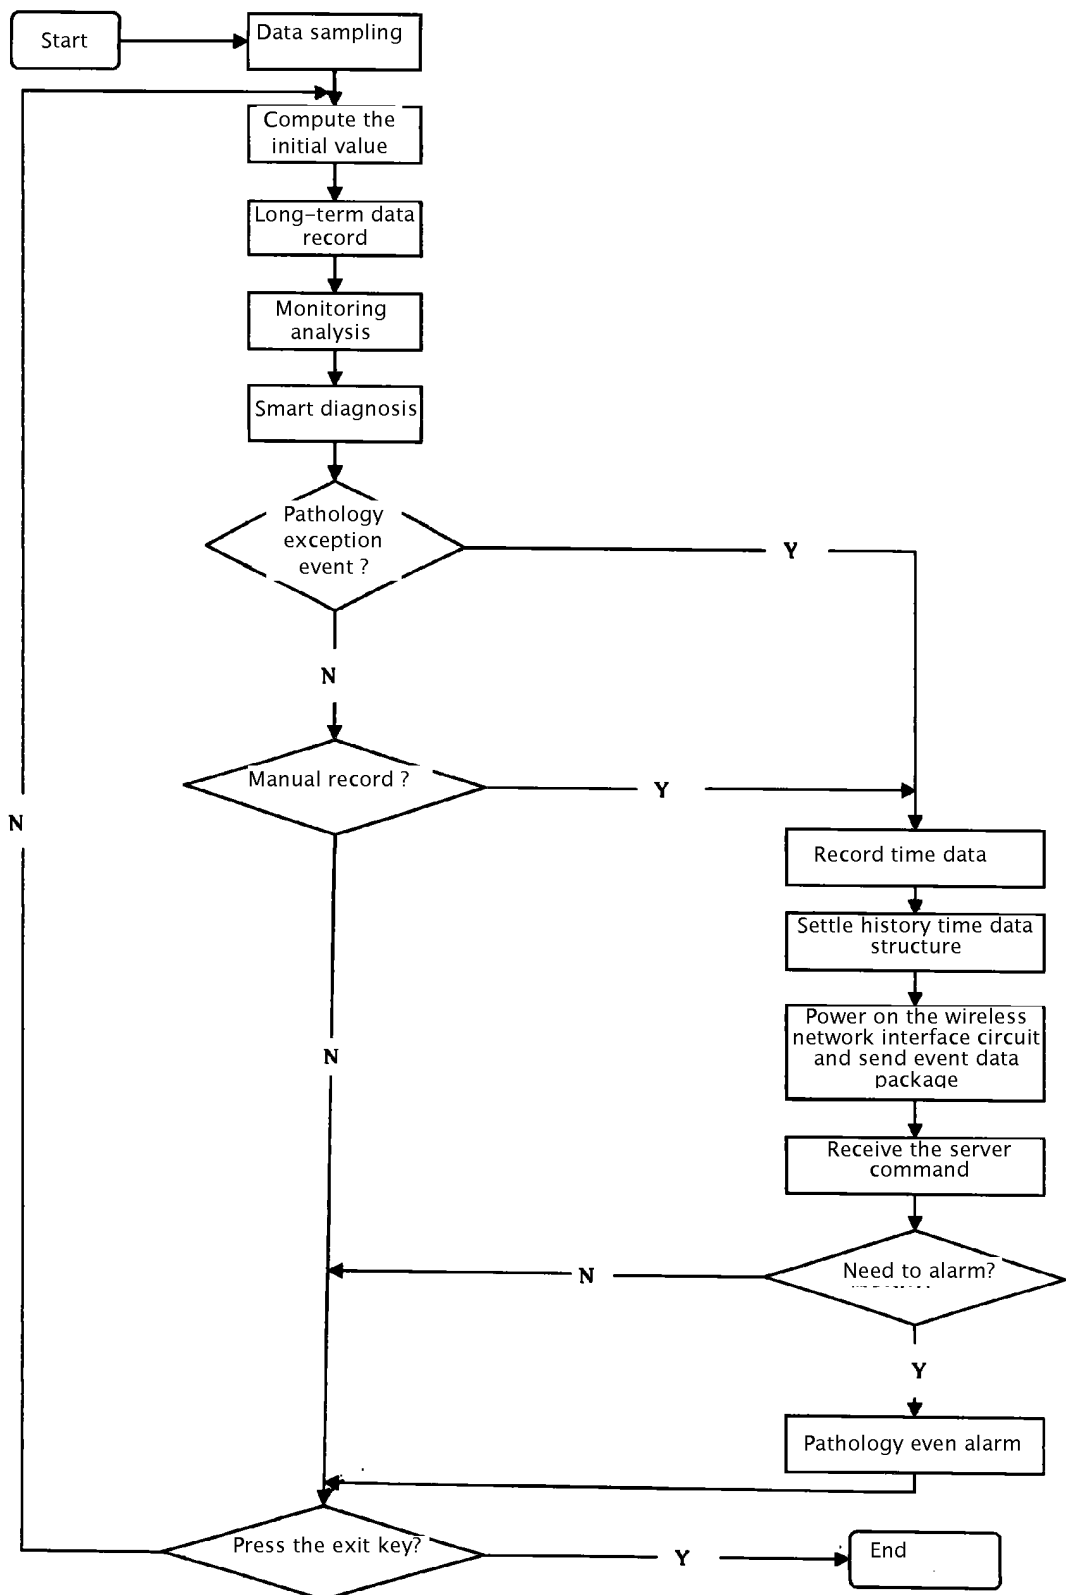 Start
Data sampling
Compute the
initial value
Long-term data
record
Monitoring
analysis
Smart diagnosis
Pathology
exception
event ?
Y
N
Manual record ?
Y
N
Record time data
Settle history time data
structure
Power on the wireless
network interface circuit
and send event data
package
Receive the server
command
N
Need to alarm?
N
Y
Pathology even alarm
Press the exit key?
Y
End